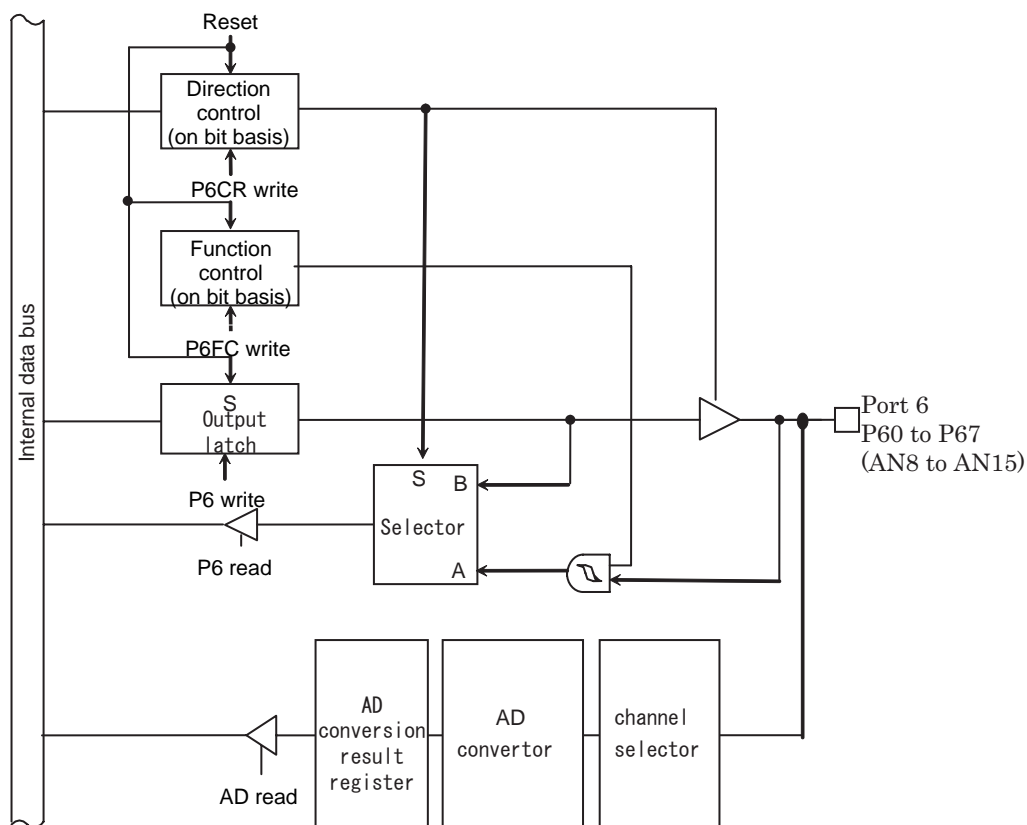 Reset
Direction
control
(on bit basis)
P6CR write
Function
control
(on bit basis)
P6FC write
Internal data bus
S
Output
latch
P6 write
Port 6
P60 to P67
(AN8 to AN15)
S
B
Selector
A
P6 read
AD
conversion
result
register
AD
convertor
channel
selector
AD read